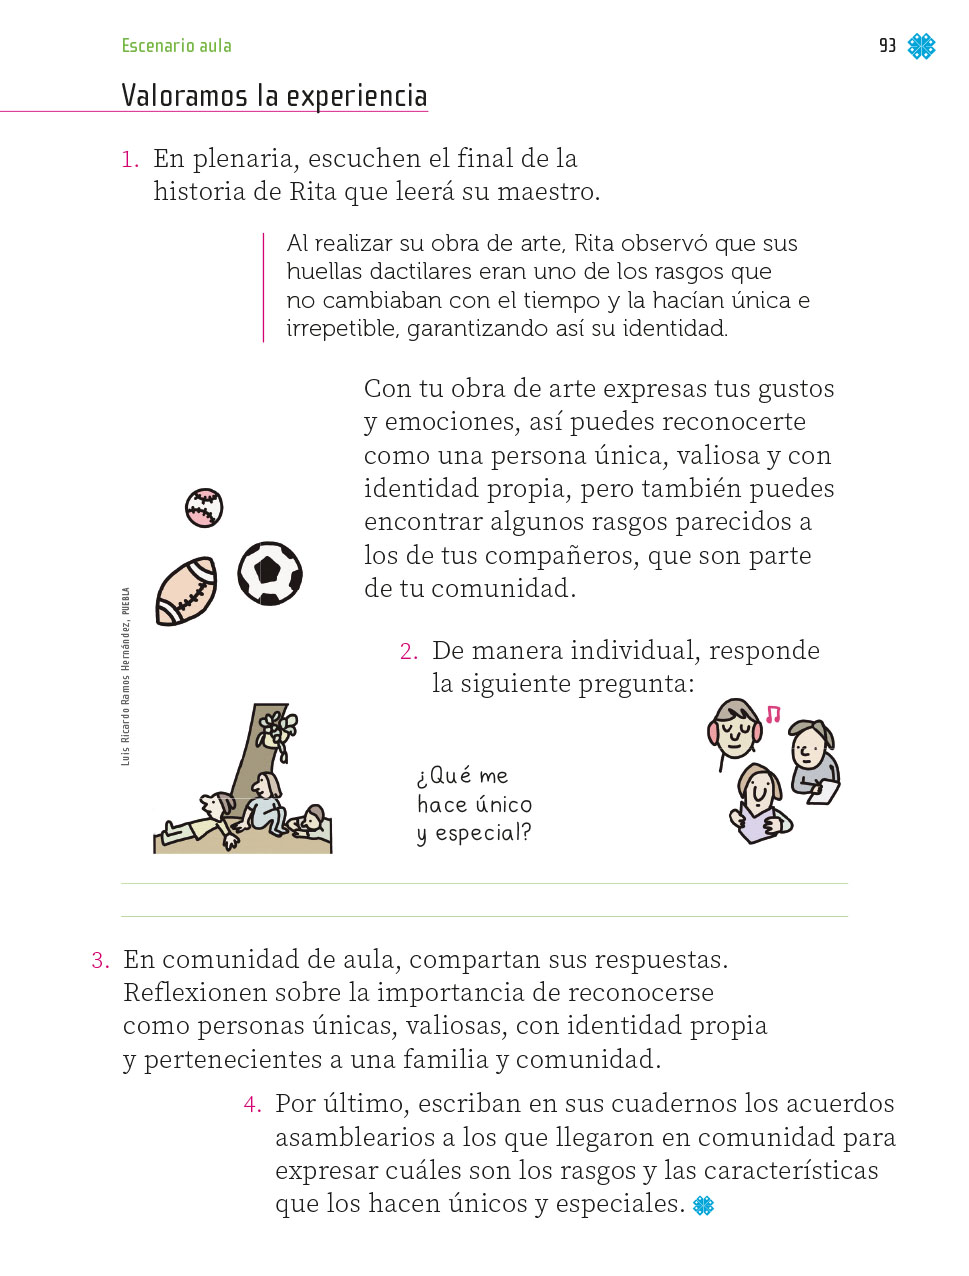 Escenario aula
93
Valoramos la experiencia
1. En plenaria, escuchen el final de la
historia de Rita que leerá su maestro.
Al realizar su obra de arte, Rita observó que sus
huellas dactilares eran uno de los rasgos que
no cambiaban con el tiempo y la hacían única e
irrepetible, garantizando así su identidad.
Con tu obra de arte expresas tus gustos
y emociones, así puedes reconocerte
como una persona única, valiosa y con
identidad propia, pero también puedes
encontrar algunos rasgos parecidos a
los de tus compañeros, que son parte
de tu comunidad.
Luis Ricardo Ramos Hernández, PUEBLA
2. De manera individual, responde
la siguiente pregunta:
¿Qué me
hace único
y especial?
3. En comunidad de aula, compartan sus respuestas.
Reflexionen sobre la importancia de reconocerse
como personas únicas, valiosas, con identidad propia
y pertenecientes a una familia y comunidad.
4. Por último, escriban en sus cuadernos los acuerdos
asamblearios a los que llegaron en comunidad para
expresar cuáles son los rasgos y las características
que los hacen únicos y especiales.